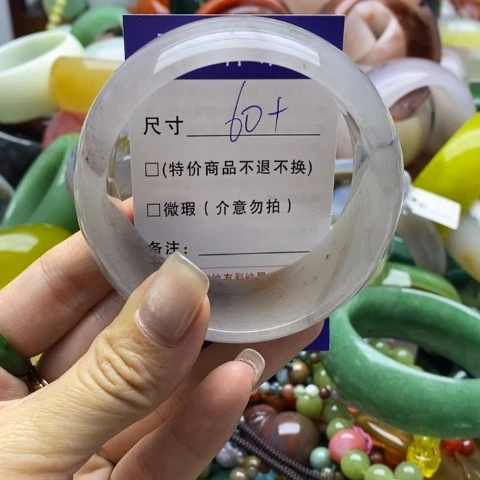 尺寸 60+
□(特价商品不退不换)
□微瑕(介意勿拍)
备注: